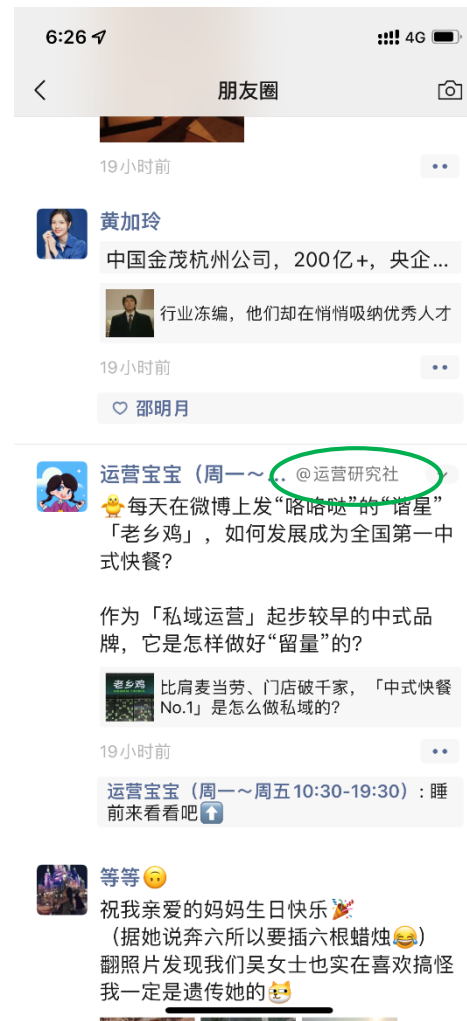 6:26
4G
朋友圈
19小时前
黄加玲
中国金茂杭州公司，200亿+，央企...
行业冻编，他们却在悄悄吸纳优秀人才
19小时前
邵明月
运营宝宝（周一～... @运营研究社
🐥每天在微博上发“咯咯哒”的“谐星”
「老乡鸡」，如何发展成为全国第一中
式快餐?
作为「私域运营」起步较早的中式品
牌，它是怎样做好“留量”的?
老乡鸡
比肩麦当劳、门店破千家，「中式快餐
No.1」是怎么做私域的?
19小时前
运营宝宝（周一～周五10:30-19:30）: 睡
前来看看吧⬆️
等等🙃
祝我亲爱的妈妈生日快乐🎉
（据她说奔六所以要插六根蜡烛😂）
翻照片发现我们吴女士也实在喜欢搞怪
我一定是遗传她的